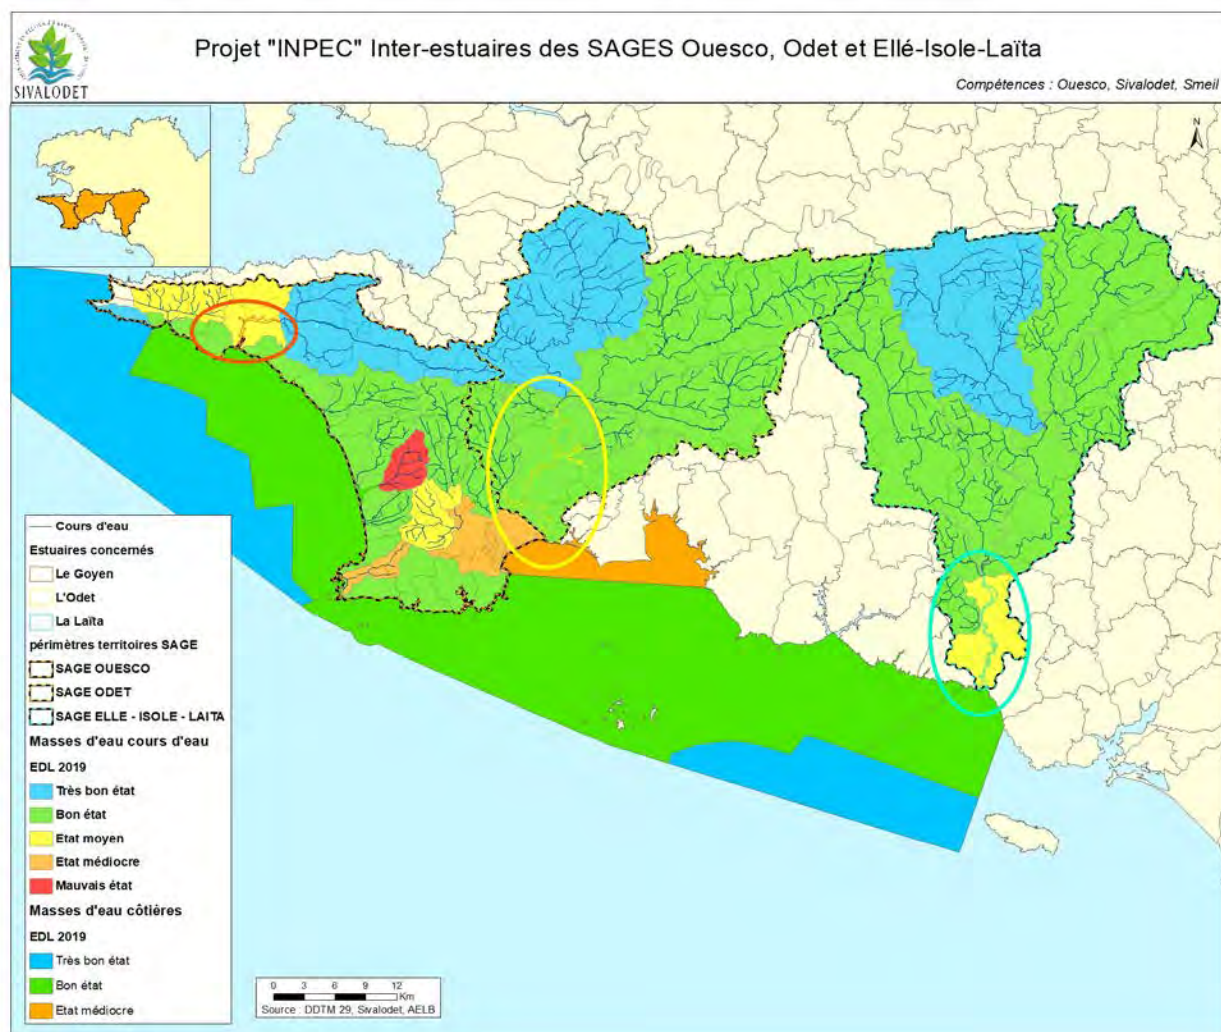 Projet "INPEC" Inter-estuaires des SAGES Ouesco, Odet et Ellé-Isole-Laïta
SIVALODET
Compétences : Ouesco, Sivalodet, Smeil
N
Cours d'eau
Estuaires concernés
Le Goyen
L'Odet
La Laïta
périmètres territoires SAGE
SAGE OUESCO
SAGE ODET
SAGE ELLE - ISOLE - LAITA
Masses d'eau cours d'eau
EDL 2019
Très bon état
Bon état
Etat moyen
Etat médiocre
Mauvais état
Masses d'eau côtières
EDL 2019
Très bon état
Bon état
Etat médiocre
0 3 6 9 12
Km
Source : DDTM 29, Sivalodet, AELB